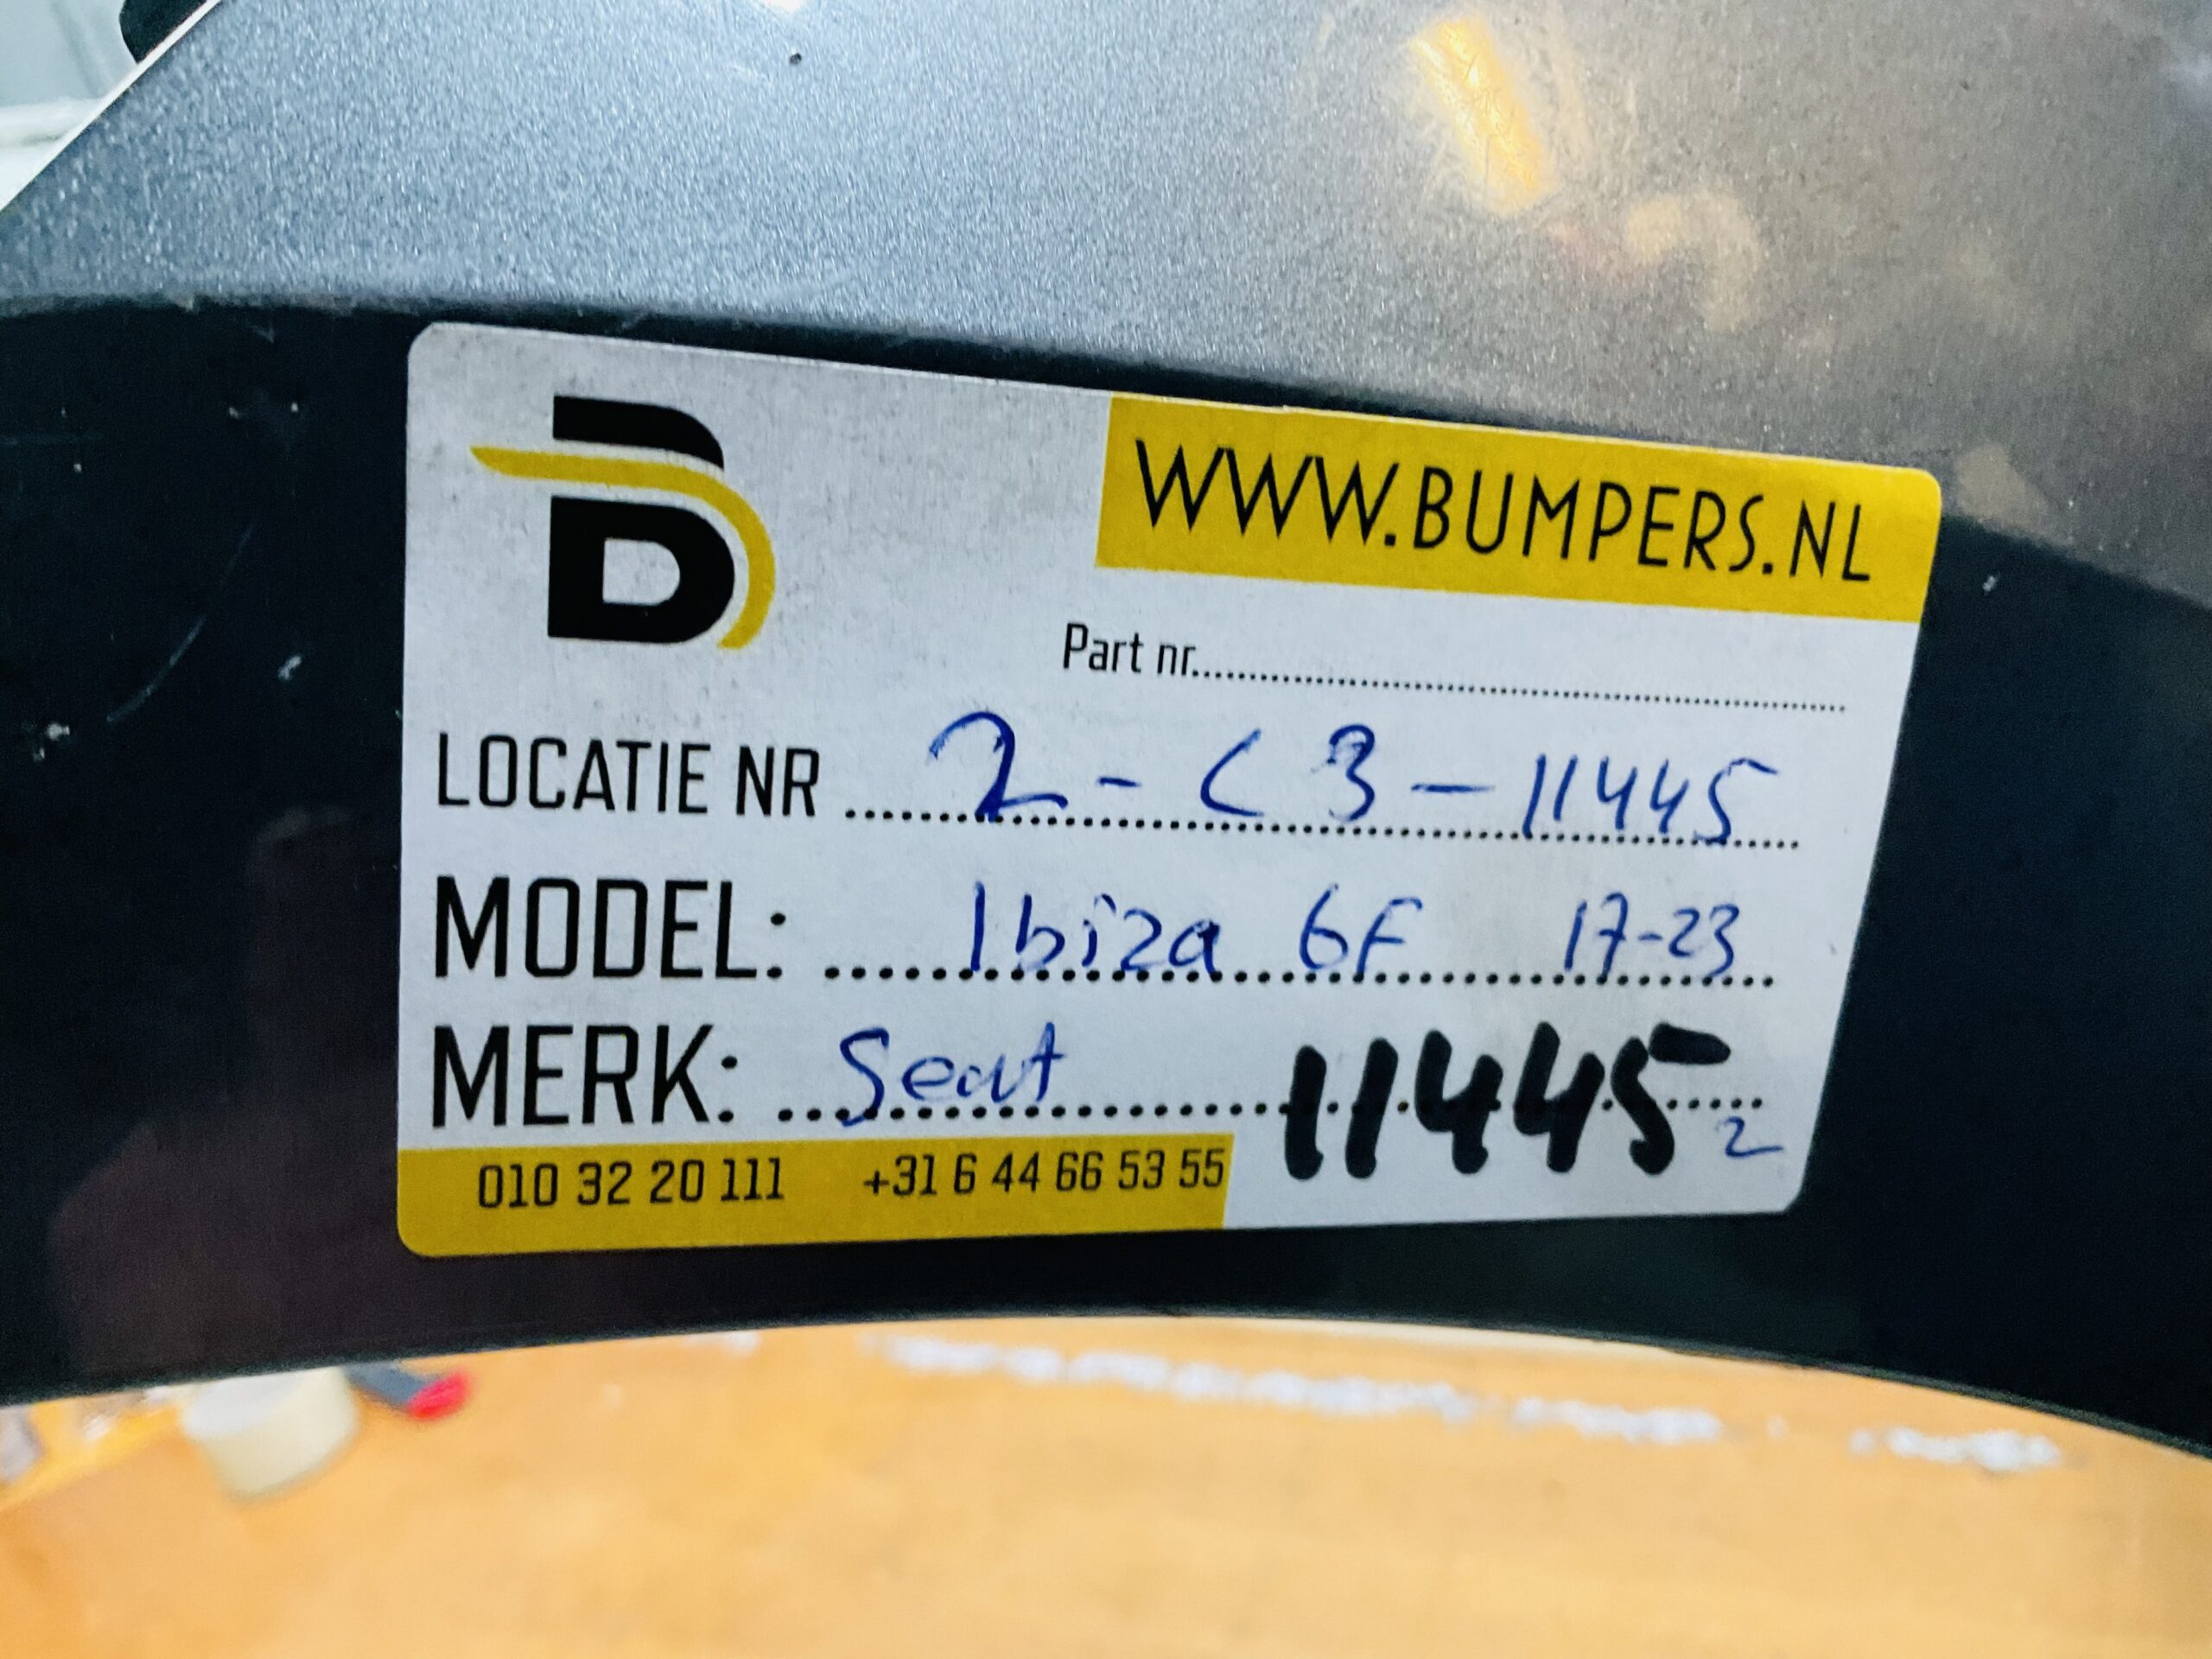 B
WWW.BUMPERS.NL
Part nr..............................
LOCATIE NR ........ 2 - C3 - 11445
MODEL: ........ Ibiza 6F 17-23
MERK: ........ Seat 11445 2
010 32 20 111 +31 6 44 66 53 55